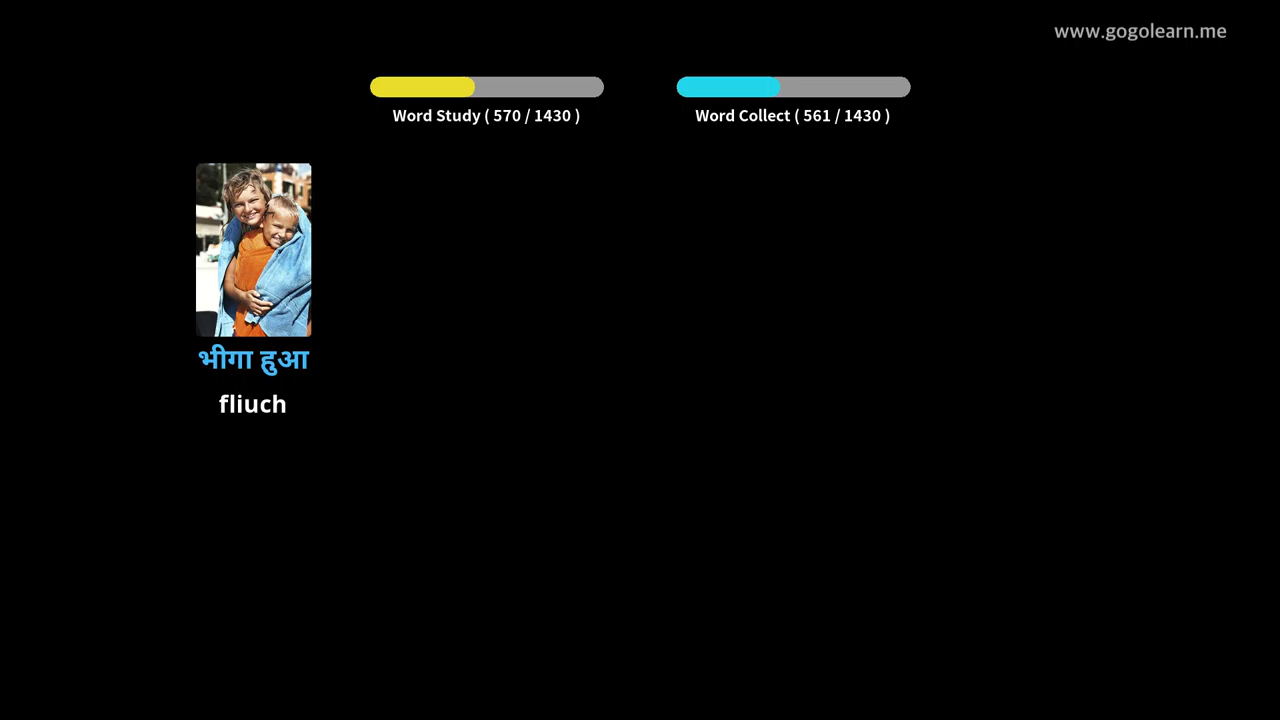 www.gogolearn.me
Word Study ( 570 / 1430 )
Word Collect ( 561 / 1430 )
भीगा हुआ
fliuch